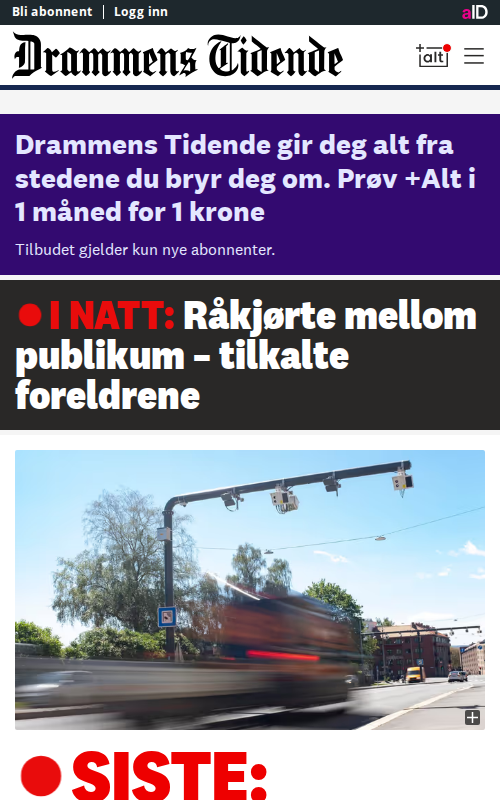 Bli abonnent
Logg inn
aID
Drammens Tidende
+alt
Drammens Tidende gir deg alt fra
stedene du bryr deg om. Prøv +Alt i
1 måned for 1 krone
Tilbudet gjelder kun nye abonnenter.
I NATT: Råkjørte mellom
publikum – tilkalte
foreldrene
SISTE: